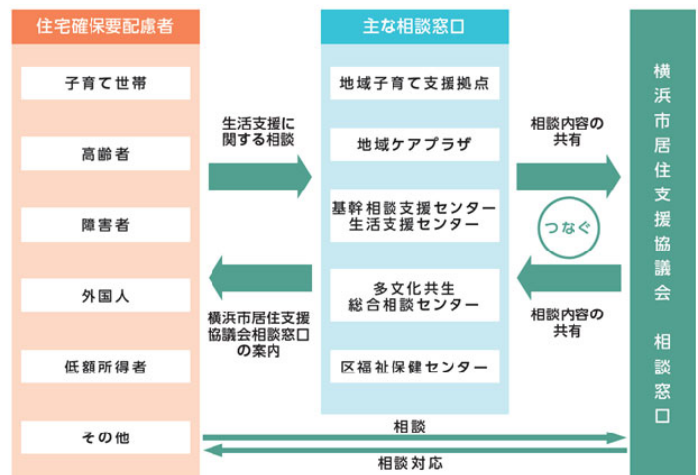 住宅確保要配慮者
子育て世帯
高齢者
障害者
外国人
低額所得者
その他
生活支援に
関する相談
横浜市居住支援
協議会相談窓口
の案内
主な相談窓口
地域子育て支援拠点
地域ケアプラザ
基幹相談支援センター
生活支援センター
多文化共生
総合相談センター
区福祉保健センター
相談内容の
共有
つなぐ
相談内容の
共有
相談
相談対応
横浜市居住支援協議会 相談窓口